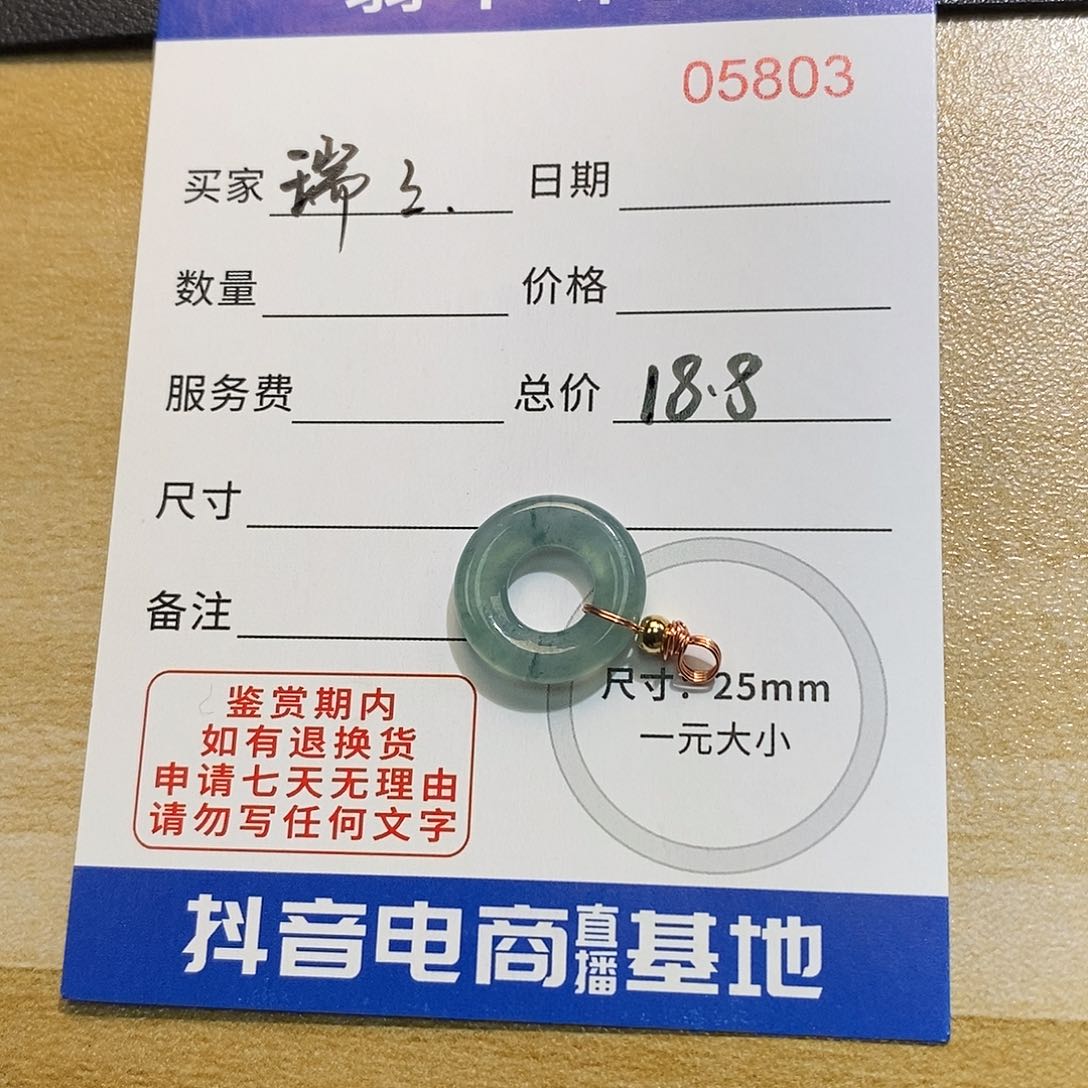 05803
买家 瑞 日期
数量 价格
服务费 总价 18.8
尺寸
备注
尺寸：25mm
一元大小
鉴赏期内
如有退换货
申请七天无理由
请勿写任何文字
抖音电商直播基地